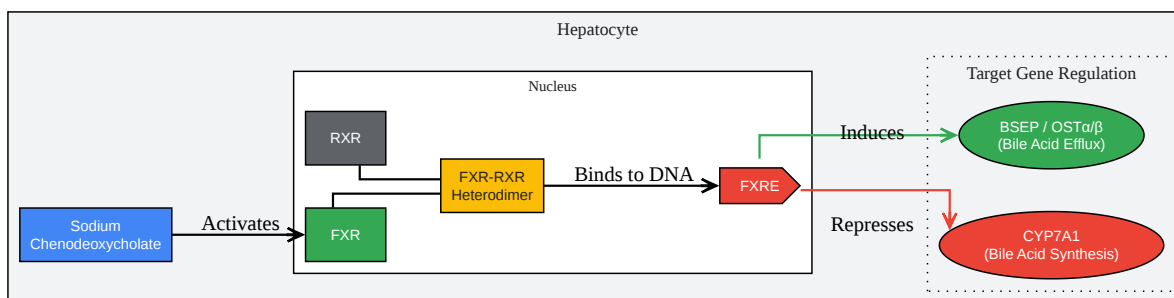 Hepatocyte
Target Gene Regulation
Nucleus
RXR
Induces
BSEP / OSTα/β
(Bile Acid Efflux)
FXR-RXR
Heterodimer
Binds to DNA
FXRE
Sodium
Chenodeoxycholate
Activates
FXR
Represses
CYP7A1
(Bile Acid Synthesis)